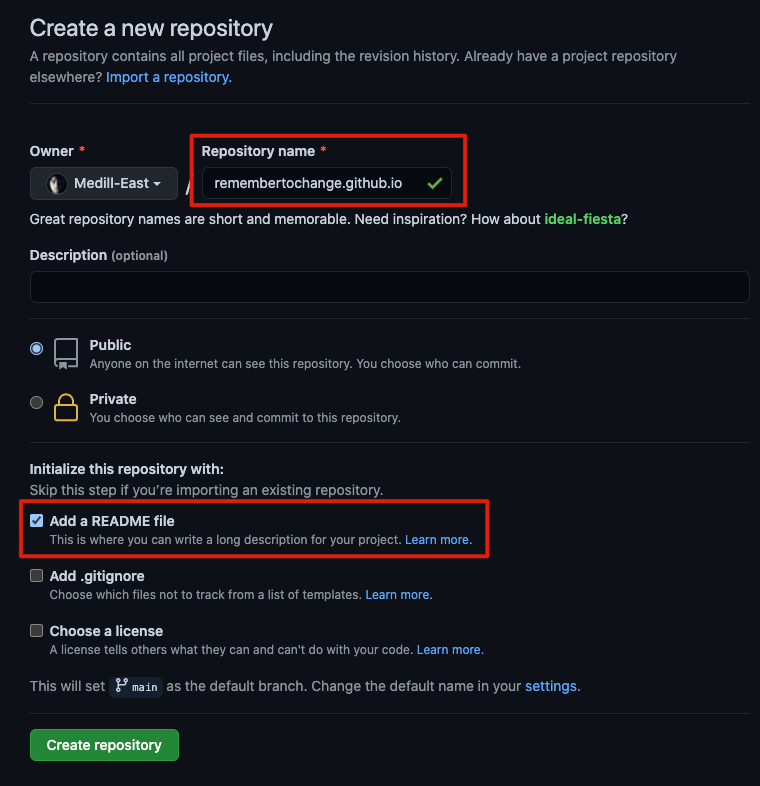 Create a new repository
A repository contains all project files, including the revision history. Already have a project repository
elsewhere? Import a repository.
Owner *
Repository name *
Medill-East
/
remembertochange.github.io
Great repository names are short and memorable. Need inspiration? How about ideal-fiesta?
Description (optional)
Public
Anyone on the internet can see this repository. You choose who can commit.
Private
You choose who can see and commit to this repository.
Initialize this repository with:
Skip this step if you’re importing an existing repository.
Add a README file
This is where you can write a long description for your project. Learn more.
Add .gitignore
Choose which files not to track from a list of templates. Learn more.
Choose a license
A license tells others what they can and can't do with your code. Learn more.
This will set main as the default branch. Change the default name in your settings.
Create repository